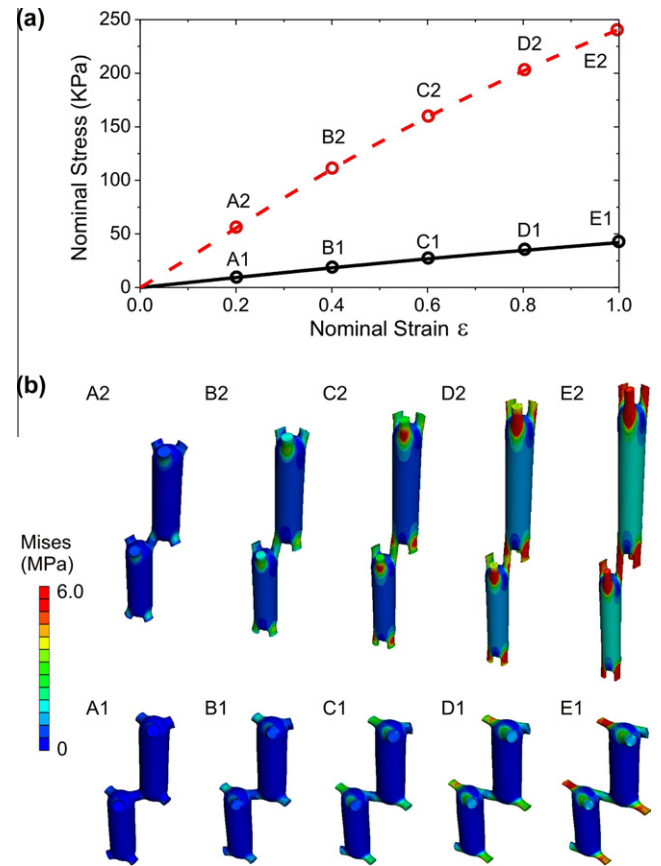 (a)
250
200
150
100
50
0
Nominal Stress (KPa)
A2
B2
C2
D2
E2
A1
B1
C1
D1
E1
0.0 0.2 0.4 0.6 0.8 1.0
Nominal Strain ε
(b)
A2 B2 C2 D2 E2
Mises
(MPa)
6.0
0
A1 B1 C1 D1 E1